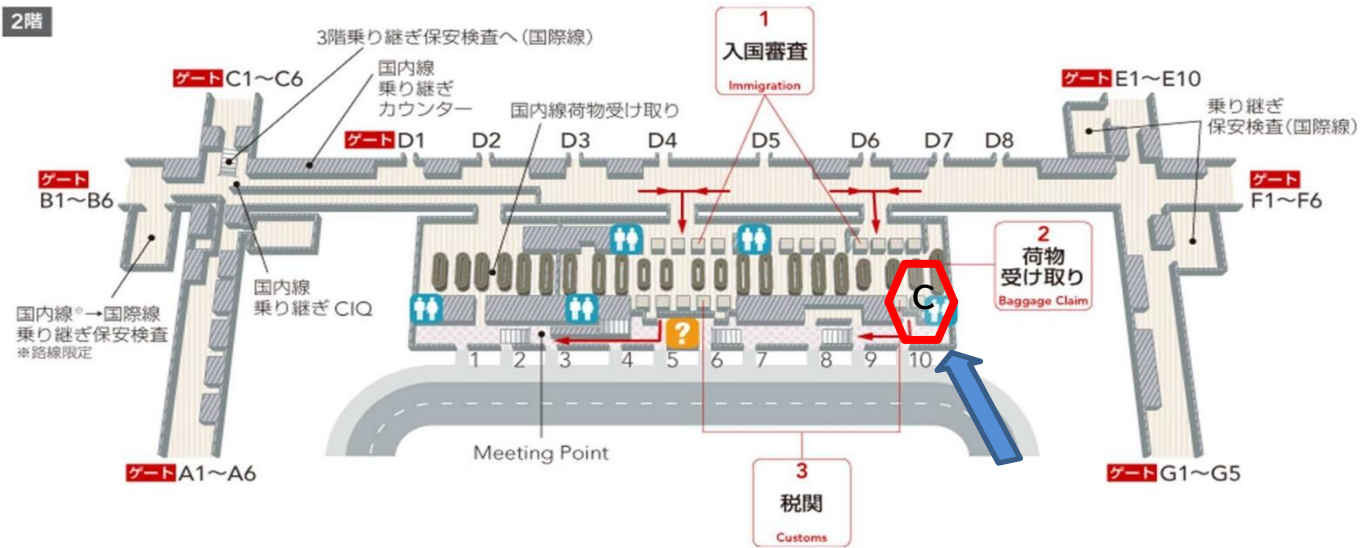 2階
3階乗り継ぎ保安検査へ(国際線)
ゲート C1〜C6
国内線
乗り継ぎ
カウンター
国内線荷物受け取り
1
入国審査
Immigration
ゲート E1〜E10
乗り継ぎ
保安検査(国際線)
ゲート D1
D2
D3
D4
D5
D6
D7
D8
ゲート
B1〜B6
ゲート
F1〜F6
2
荷物
受け取り
Baggage Claim
C
国内線※→国際線
乗り継ぎ保安検査
※路線限定
国内線
乗り継ぎ CIQ
?
1
2
3
4
5
6
7
8
9
10
Meeting Point
ゲート A1〜A6
3
税関
Customs
ゲート G1〜G5